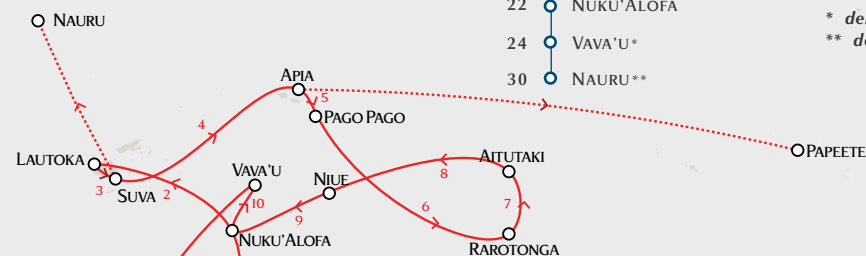 22 NUKU'ALOFA
24 VAVA'U*
30 NAURU**
*
**
NAURU
APIA
5
PAGO PAGO
4
LAUTOKA
3
SUVA
2
VAVA'U
10
NIUE
9
NUKU'ALOFA
8
AITUTAKI
7
6
RAROTONGA
PAPEETE